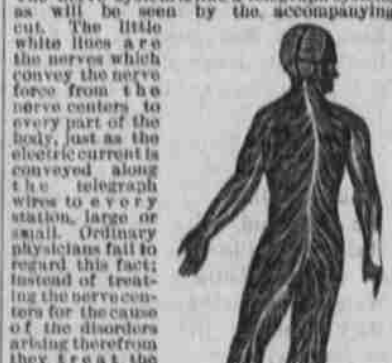 as will be seen by the accompanying
cut. The little
white lines are
the nerves which
convey the nerve
force from the
nerve centers to
every part of the
body, just as the
electric current is
conveyed along
the telegraph
wires to every
station, large or
small. Ordinary
physicians fail to
regard this fact;
instead of treat-
ing the nerve cen-
ters for the cause
of the disorders
arising therefrom
they treat the